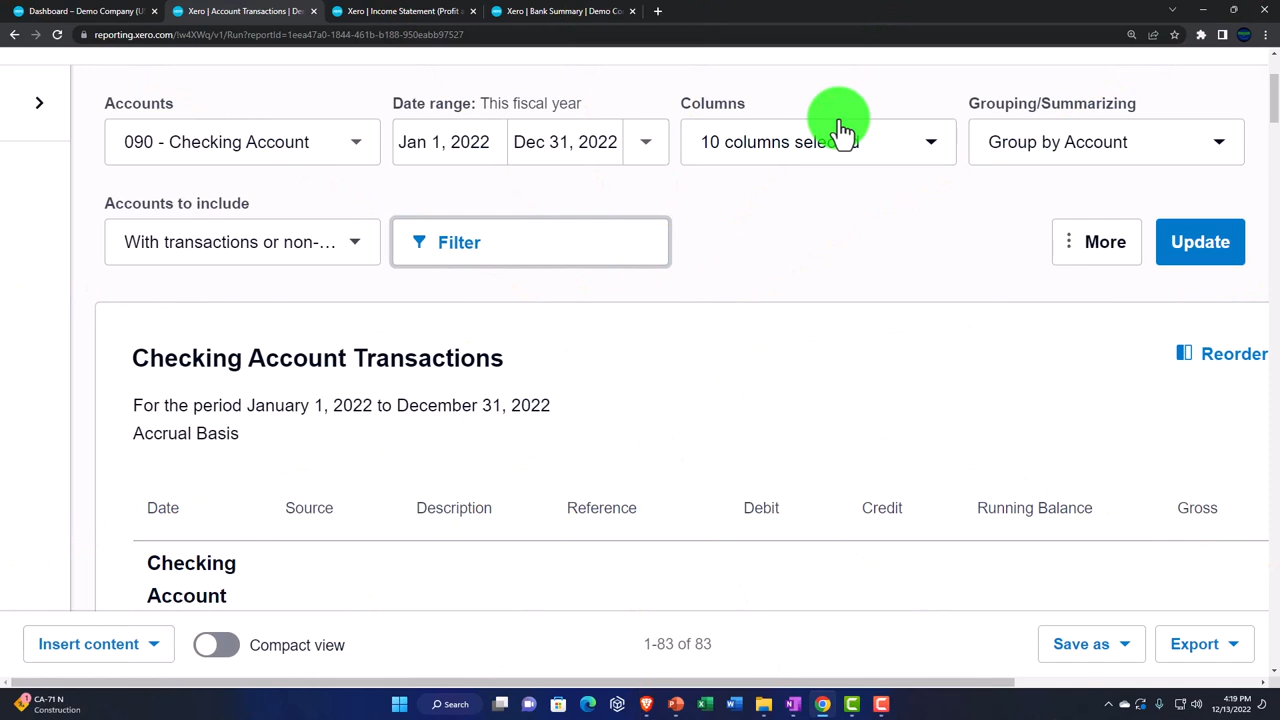 Dashboard – Demo Company (U
Xero | Account Transactions | De
Xero | Income Statement (Profit a
Xero | Bank Summary | Demo Co
reporting.xero.com/!w4XWq/v1/Run?reportId=1eea47a0-1844-461b-b188-950eabb97527
Accounts
Date range: This fiscal year
Columns
Grouping/Summarizing
090 - Checking Account
Jan 1, 2022
Dec 31, 2022
10 columns selected
Group by Account
Accounts to include
With transactions or non-...
Filter
More
Update
Checking Account Transactions
Reorder
For the period January 1, 2022 to December 31, 2022
Accrual Basis
Date
Source
Description
Reference
Debit
Credit
Running Balance
Gross
Checking
Account
Insert content
Compact view
1-83 of 83
Save as
Export
CA-71 N
Construction
Search
4:19 PM
12/13/2022